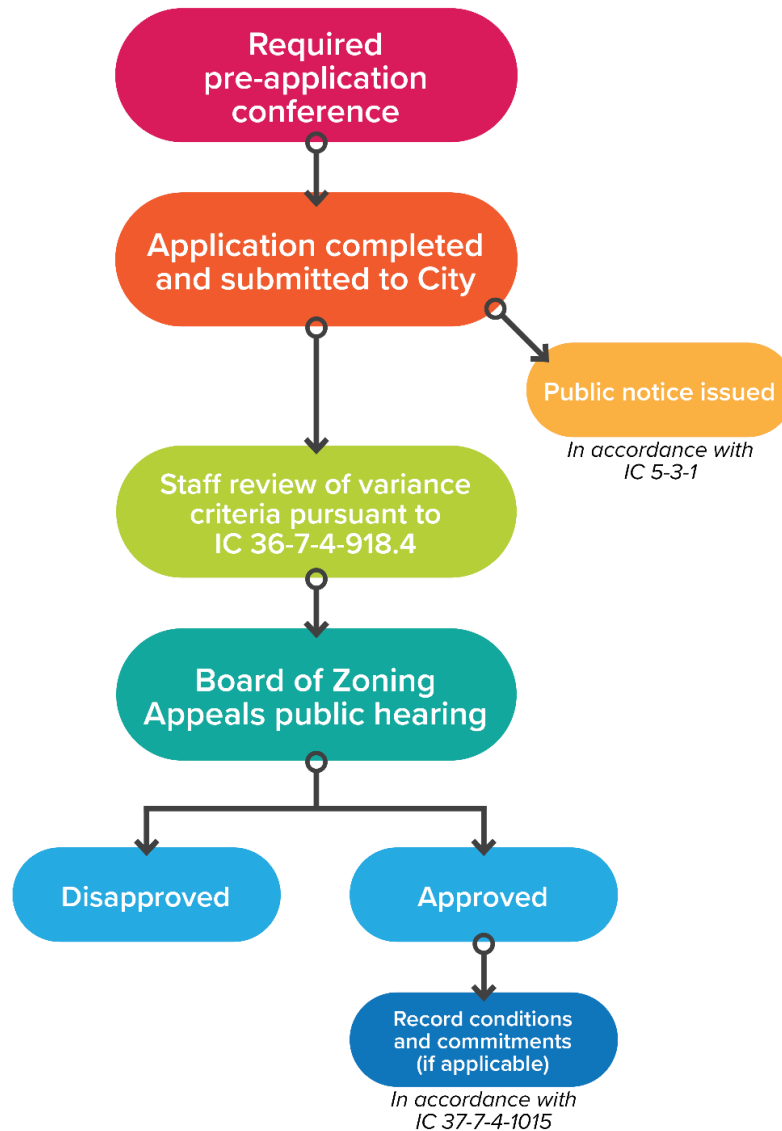 Required
pre-application
conference
Application completed
and submitted to City
Public notice issued
In accordance with
IC 5-3-1
Staff review of variance
criteria pursuant to
IC 36-7-4-918.4
Board of Zoning
Appeals public hearing
Disapproved
Approved
Record conditions
and commitments
(if applicable)
In accordance with
IC 37-7-4-1015